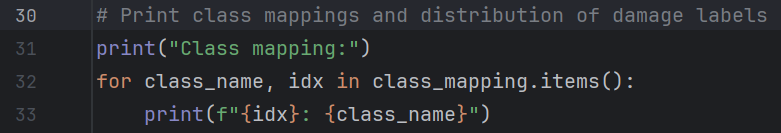 30 # Print class mappings and distribution of damage labels
31 print("Class mapping:")
32 for class_name, idx in class_mapping.items():
33     print(f"{idx}: {class_name}")